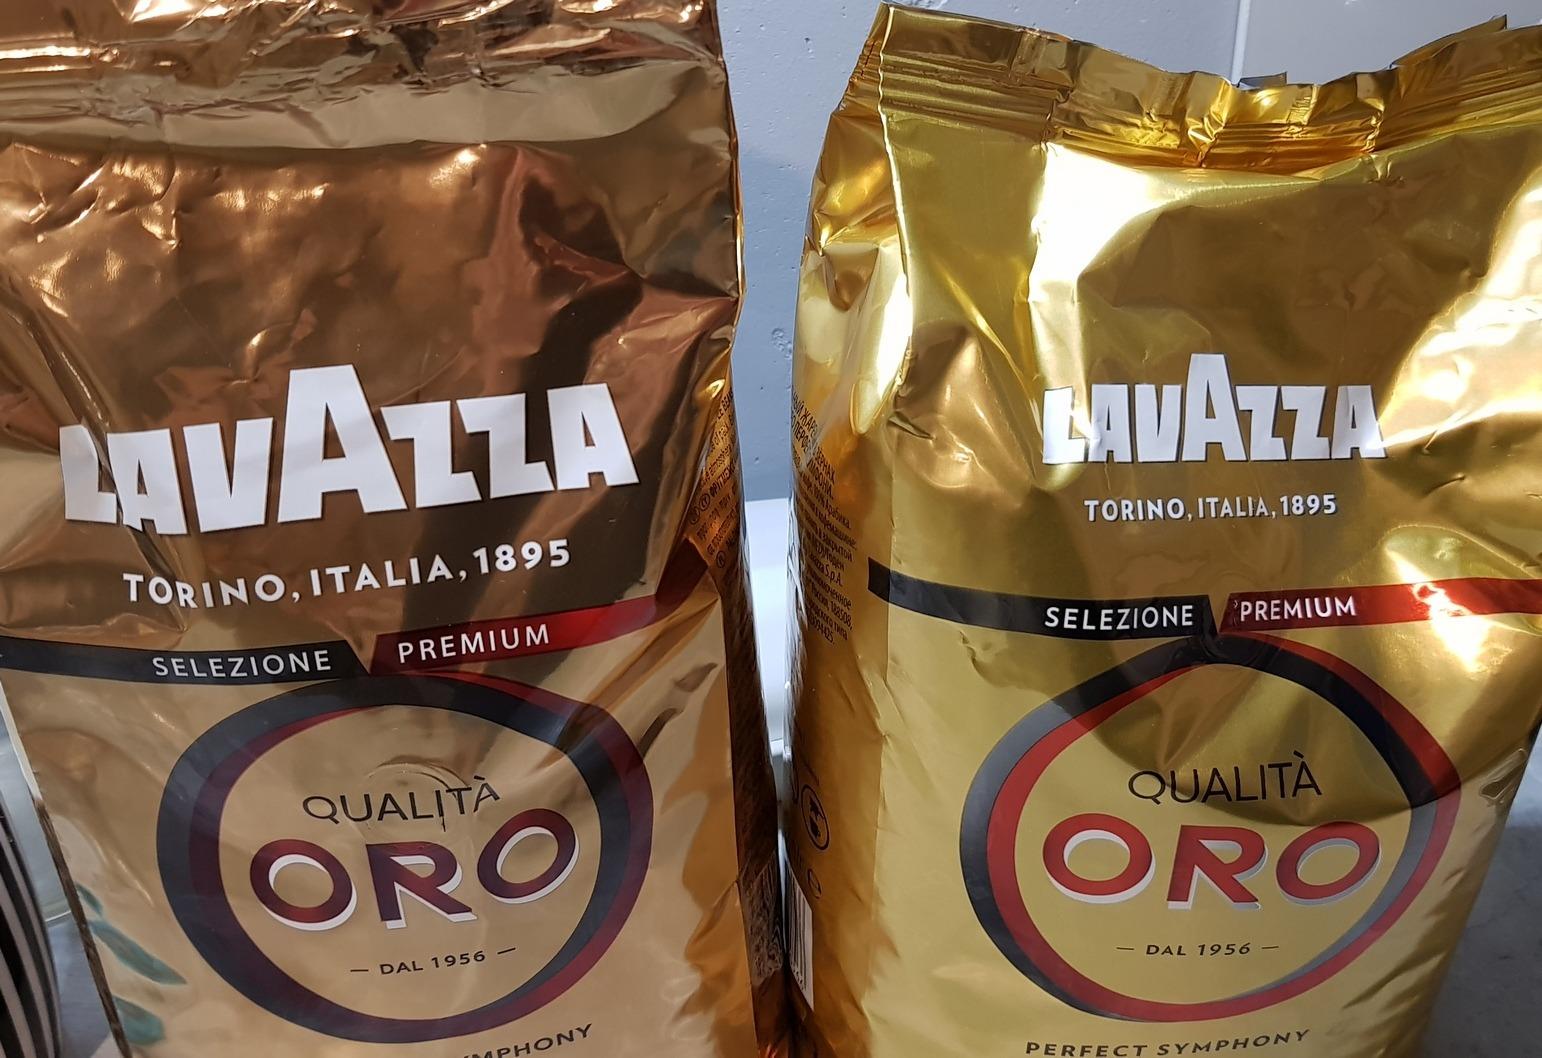 LAVAZZA
TORINO, ITALIA, 1895
SELEZIONE PREMIUM
QUALITÀ
ORO
— DAL 1956 —
LAVAZZA
TORINO, ITALIA, 1895
SELEZIONE PREMIUM
QUALITÀ
ORO
— DAL 1956 —
PERFECT SYMPHONY